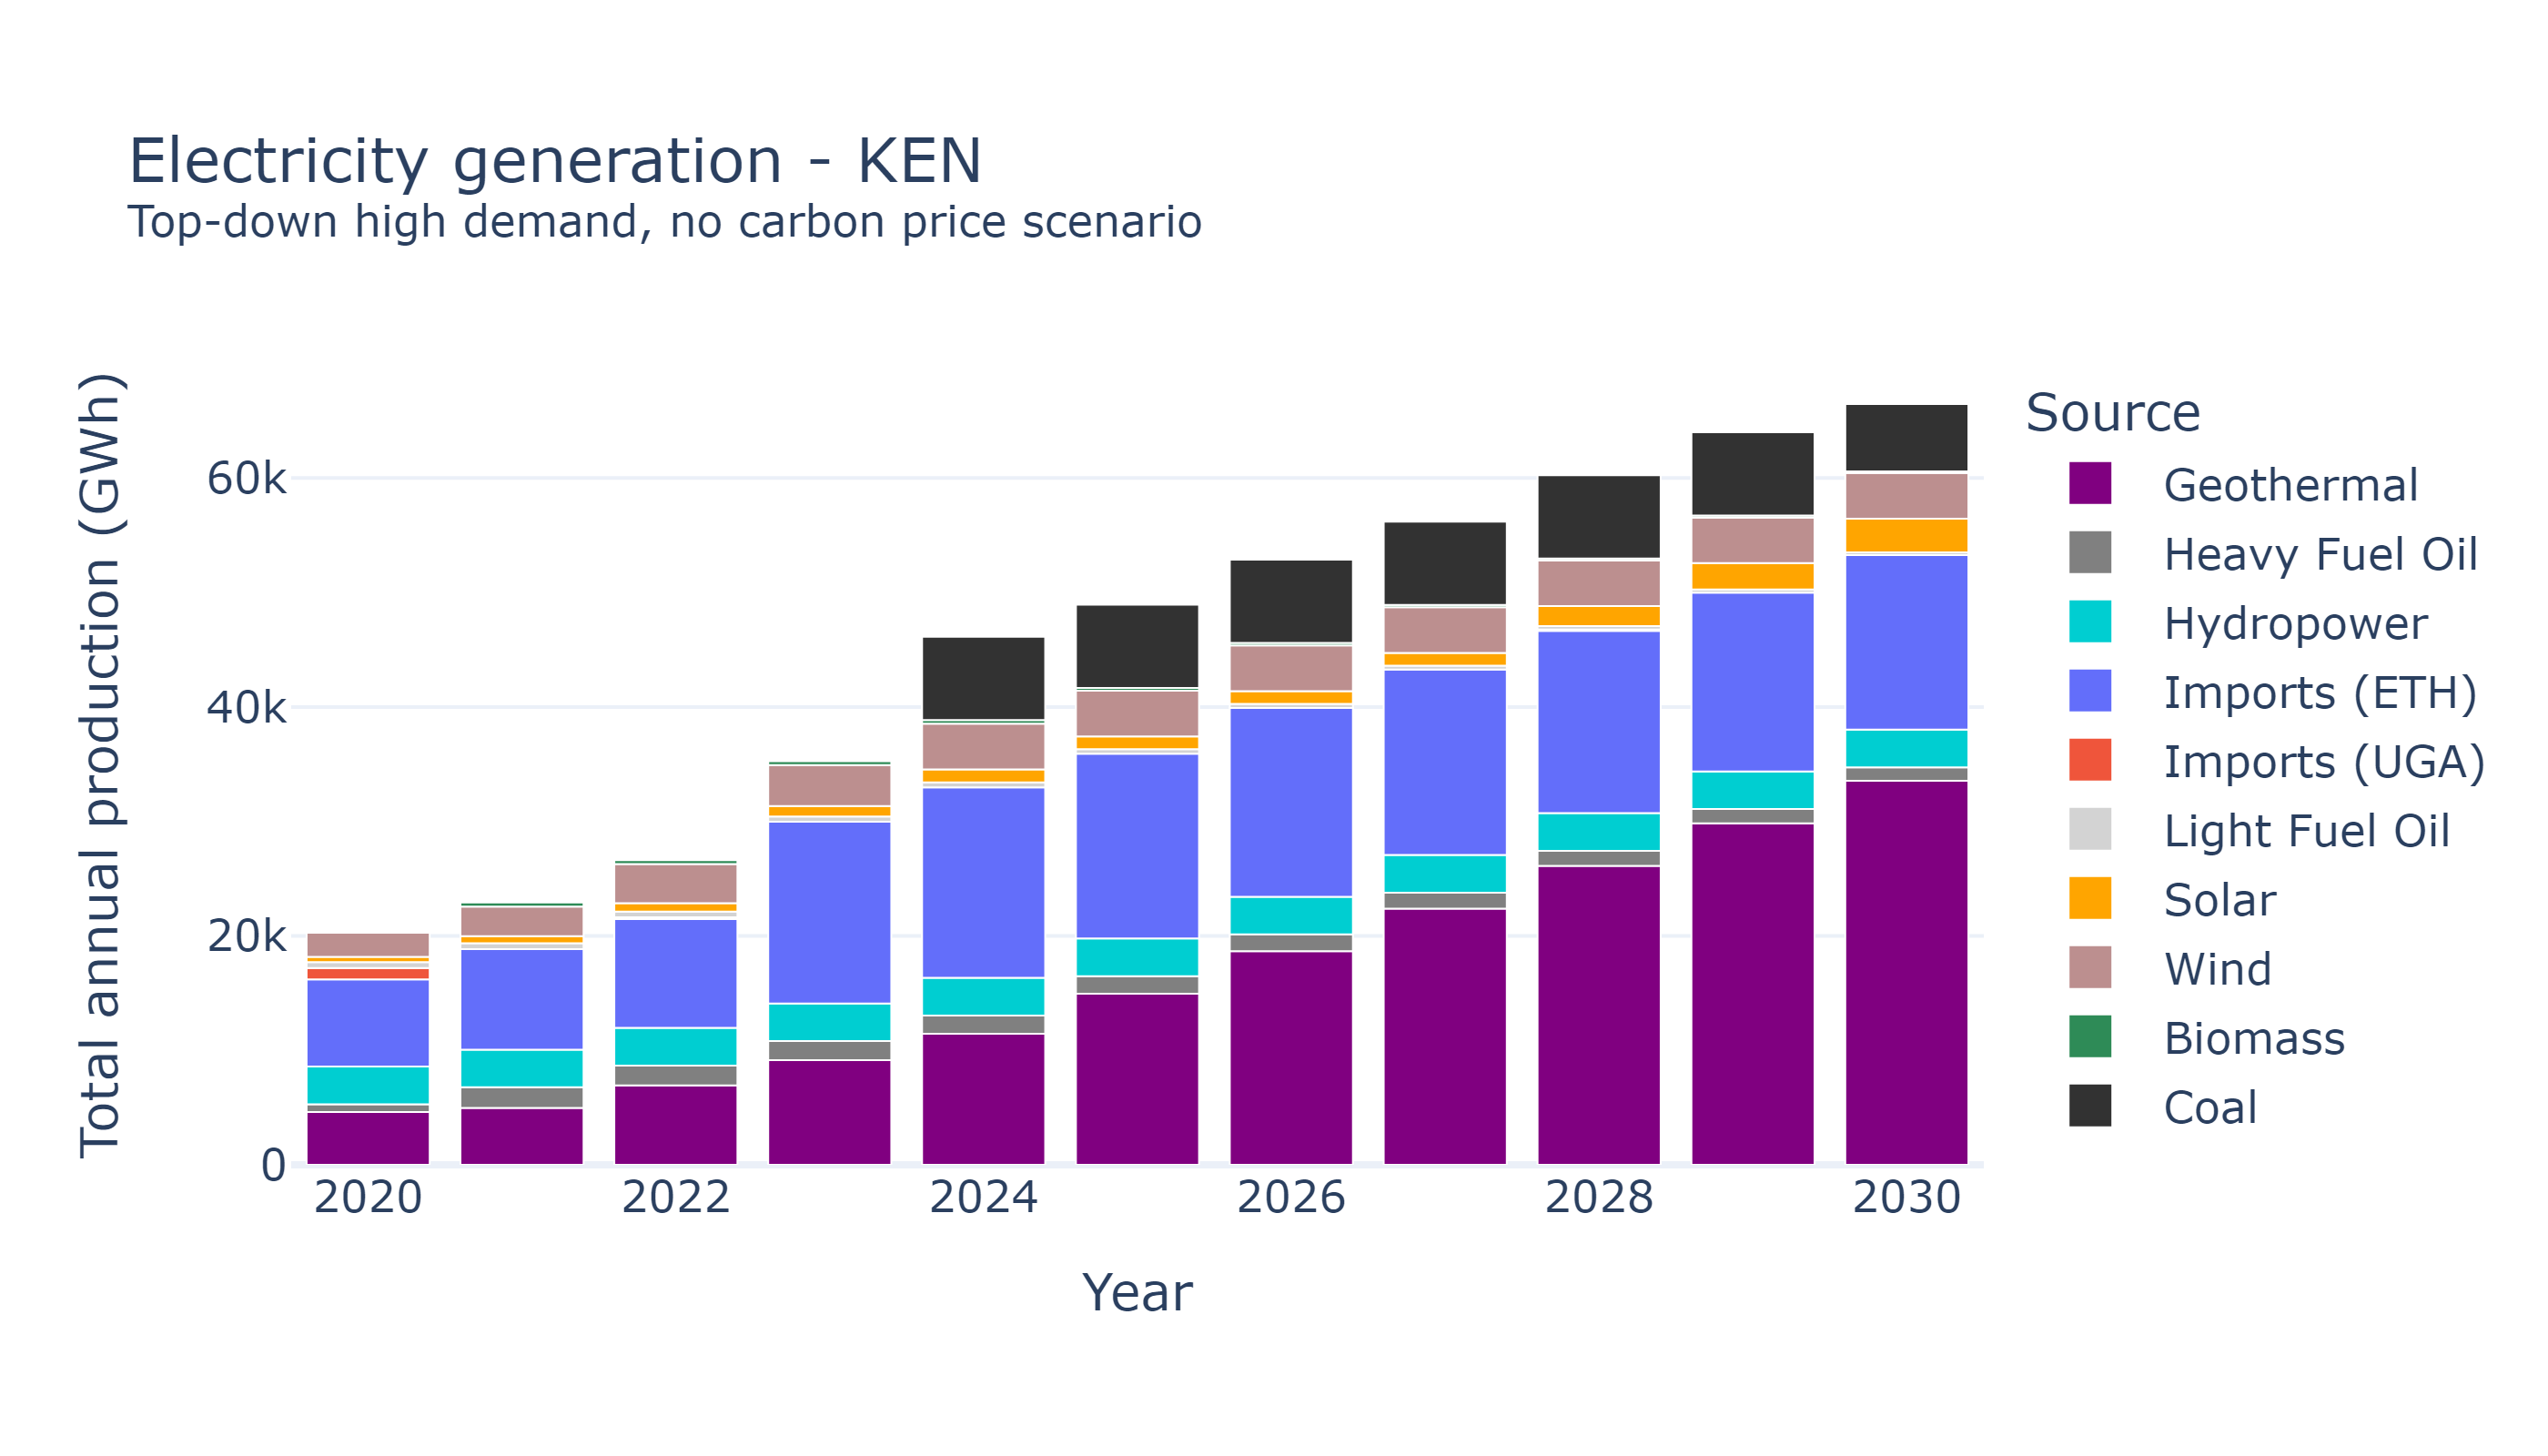 Electricity generation - KEN
Top-down high demand, no carbon price scenario
Total annual production (GWh)
60k
40k
20k
0
2020
2022
2024
2026
2028
2030
Year
Source
Geothermal
Heavy Fuel Oil
Hydropower
Imports (ETH)
Imports (UGA)
Light Fuel Oil
Solar
Wind
Biomass
Coal